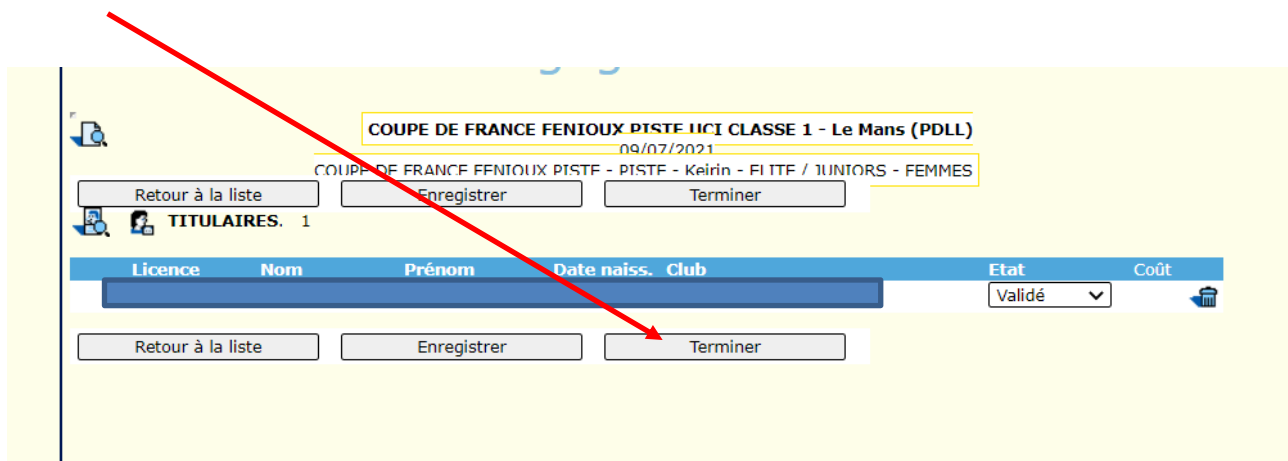 COUPE DE FRANCE FENIOUX PISTE UCI CLASSE 1 - Le Mans (PDLL)
09/07/2021
COUPE DE FRANCE FENIOUX PISTE - PISTE - Keirin - ELITE / JUNIORS - FEMMES
Retour à la liste Enregistrer Terminer
TITULAIRES. 1
Licence Nom Prénom Date naiss. Club Etat Coût
Validé
Retour à la liste Enregistrer Terminer